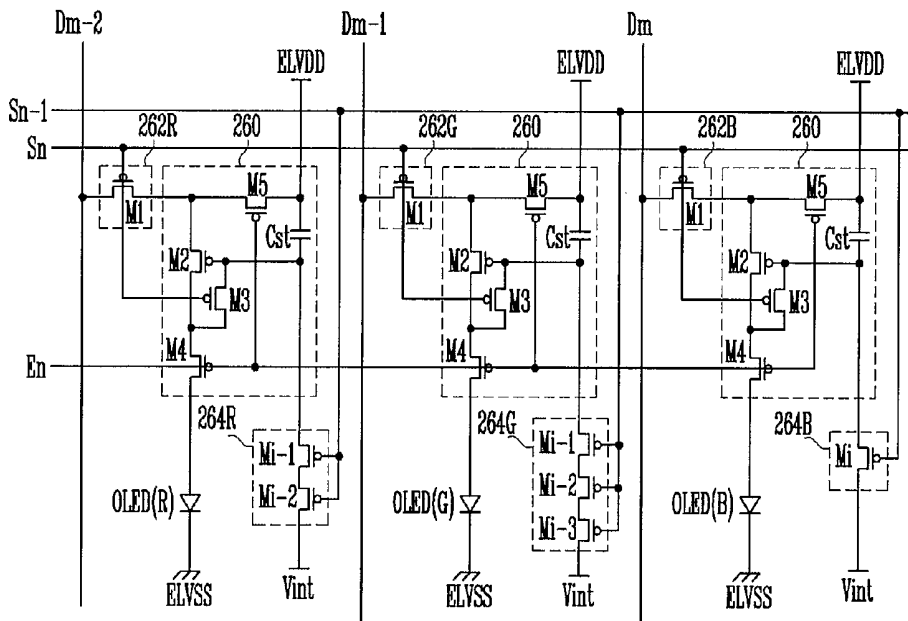 Dm-2 Dm-1 Dm
ELVDD ELVDD ELVDD
Sn-1
262R 260 262G 260 262B 260
Sn
M5 M5 M5
M1 M1 M1
Cst Cst Cst
M2 M2 M2
M3 M3 M3
M4 M4 M4
En
264R 264G 264B
Mi-1 Mi-1 Mi
Mi-2 Mi-2
OLED(R) OLED(G) OLED(B)
Mi-3
ELVSS Vint ELVSS Vint ELVSS Vint